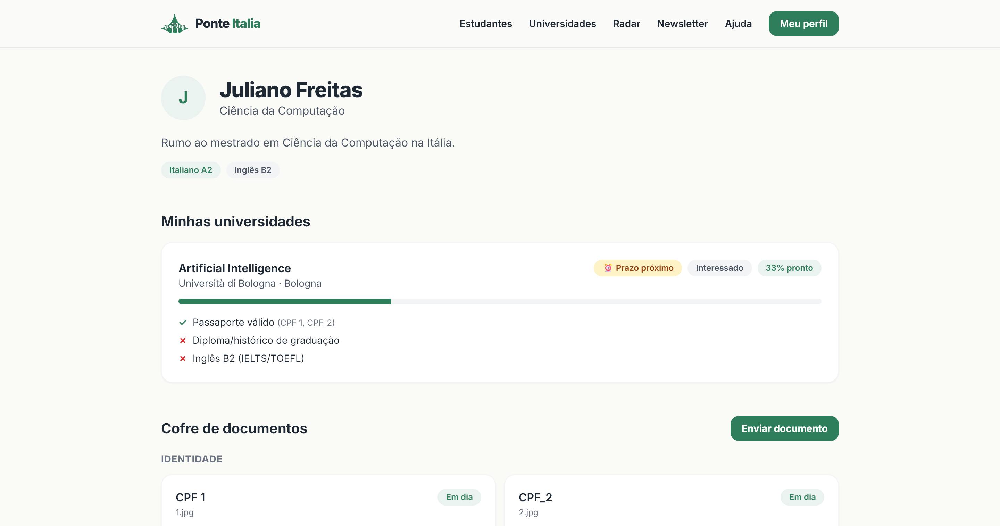 Ponte Italia
Estudantes Universidades Radar Newsletter Ajuda Meu perfil
J
Juliano Freitas
Ciência da Computação
Rumo ao mestrado em Ciência da Computação na Itália.
Italiano A2 Inglês B2
Minhas universidades
Artificial Intelligence
⏰ Prazo próximo Interessado 33% pronto
Università di Bologna · Bologna
✓ Passaporte válido (CPF 1, CPF_2)
✕ Diploma/histórico de graduação
✕ Inglês B2 (IELTS/TOEFL)
Cofre de documentos
Enviar documento
IDENTIDADE
CPF 1 Em dia
1.jpg
CPF_2 Em dia
2.jpg